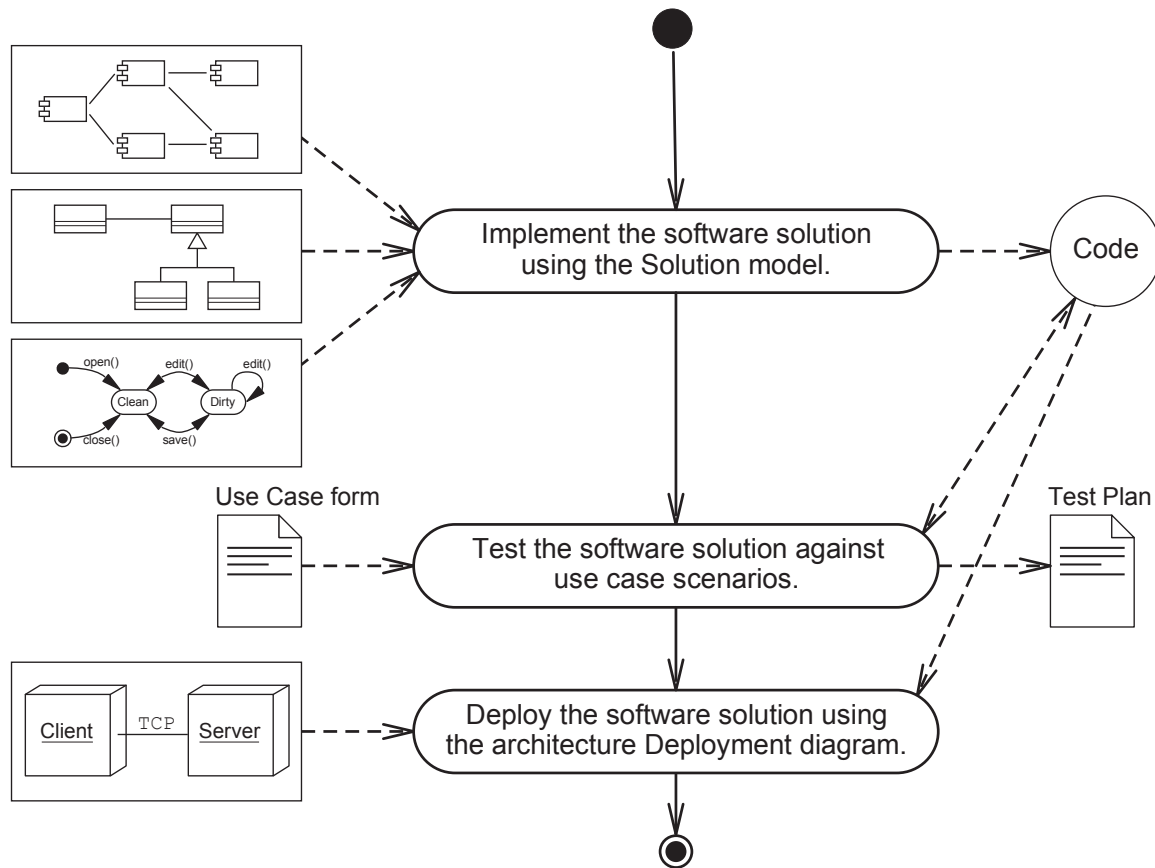 Implement the software solution
using the Solution model.
Code
open()
edit()
edit()
Clean
Dirty
close()
save()
Use Case form
Test Plan
Test the software solution against
use case scenarios.
Client
TCP
Server
Deploy the software solution using
the architecture Deployment diagram.